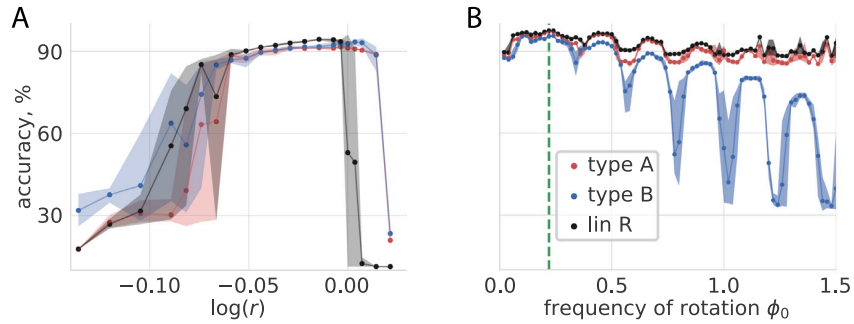 A
accuracy, %
90
60
30
−0.10
−0.05
0.00
log(r)
B
type A
type B
lin R
0.0
0.5
1.0
1.5
frequency of rotation ϕ₀